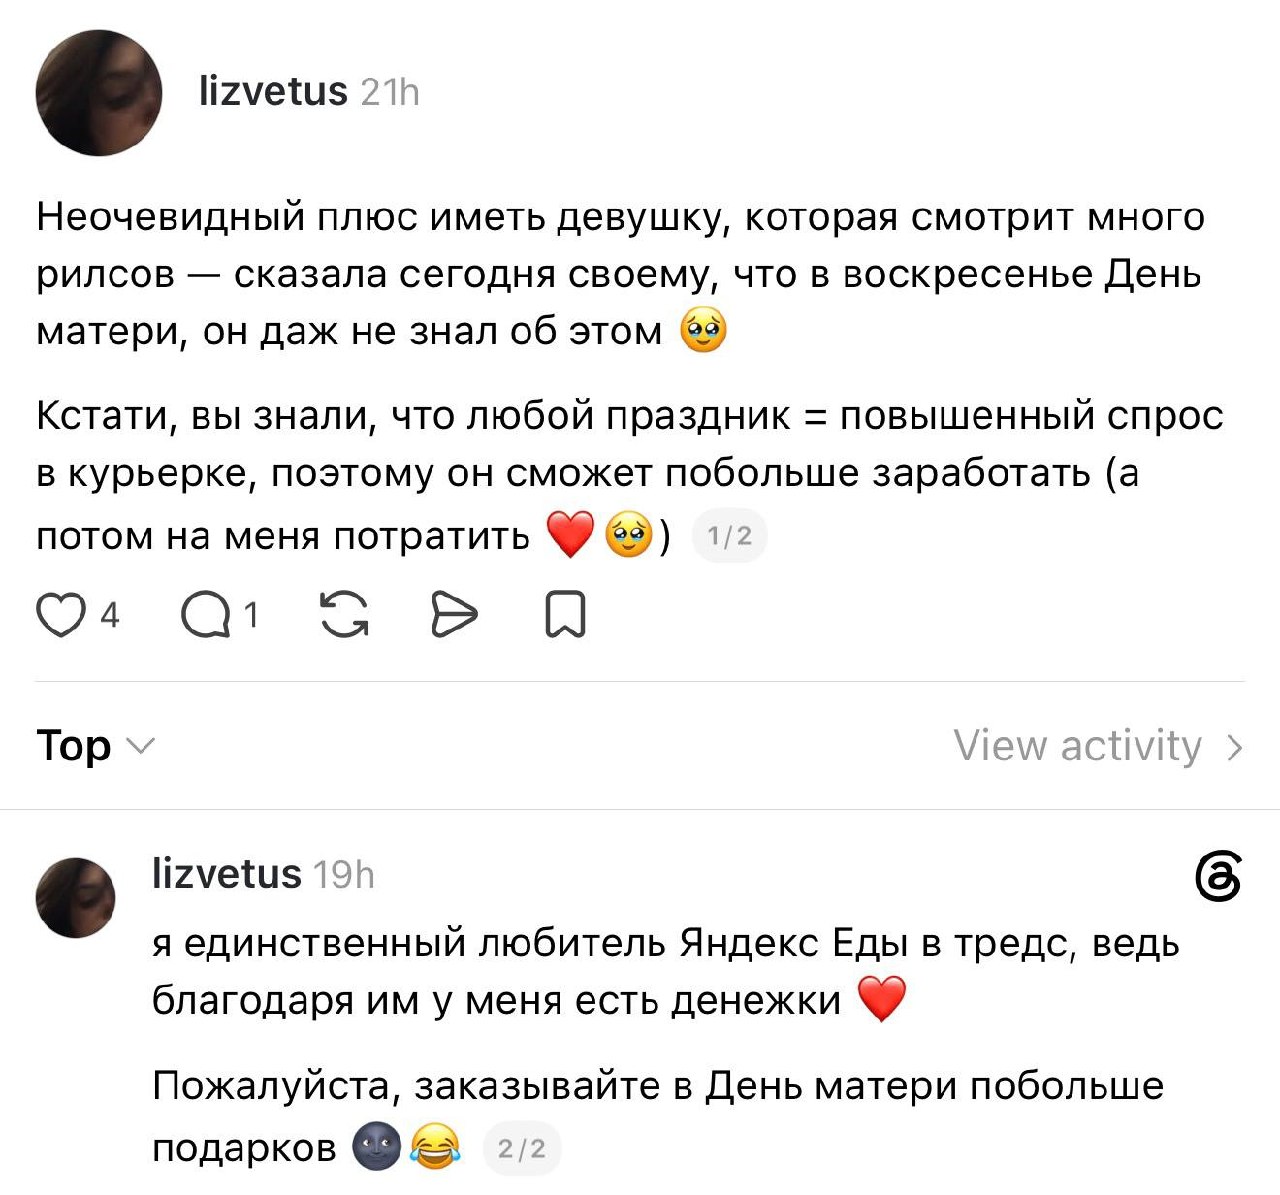 lizvetus 21h
Неочевидный плюс иметь девушку, которая смотрит много
рилсов — сказала сегодня своему, что в воскресенье День
матери, он даж не знал об этом 🥹
Кстати, вы знали, что любой праздник = повышенный спрос
в курьерке, поэтому он сможет побольше заработать (а
потом на меня потратить ❤️🥹) 1/2
4 1
Top View activity
lizvetus 19h
я единственный любитель Яндекс Еды в тредс, ведь
благодаря им у меня есть денежки ❤️
Пожалуйста, заказывайте в День матери побольше
подарков 🌚😂 2/2